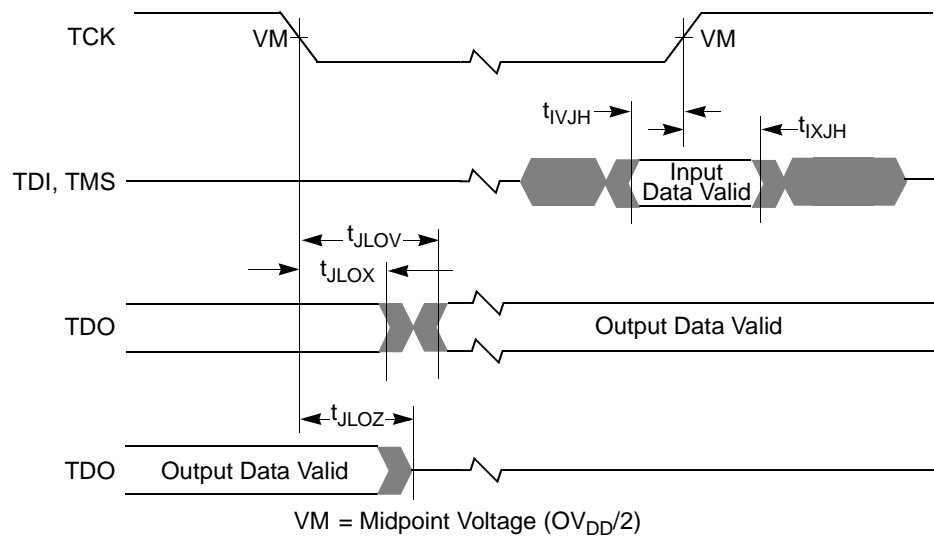 TCK
VM
VM
tIVJH
tIXJH
TDI, TMS
Input
Data Valid
tJLOV
tJLOX
TDO
Output Data Valid
tJLOZ
TDO
Output Data Valid
VM = Midpoint Voltage (OVDD/2)